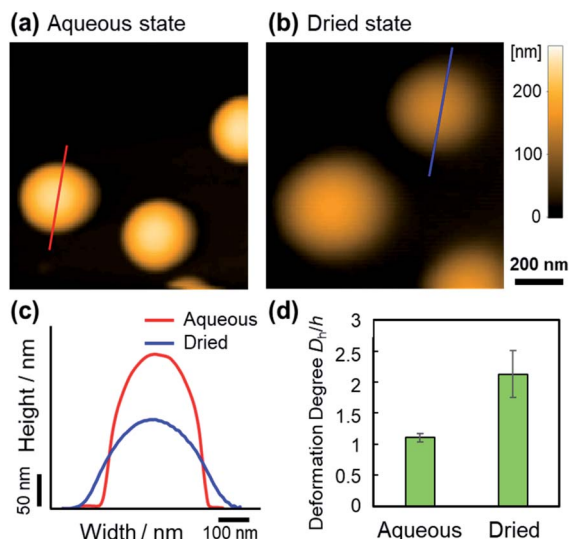 (a) Aqueous state
(b) Dried state
[nm]
200
100
0
200 nm
(c)
Aqueous
Dried
Height / nm
50 nm
Width / nm
100 nm
(d)
Deformation Degree Dh/h
3
2.5
2
1.5
1
0.5
0
Aqueous
Dried